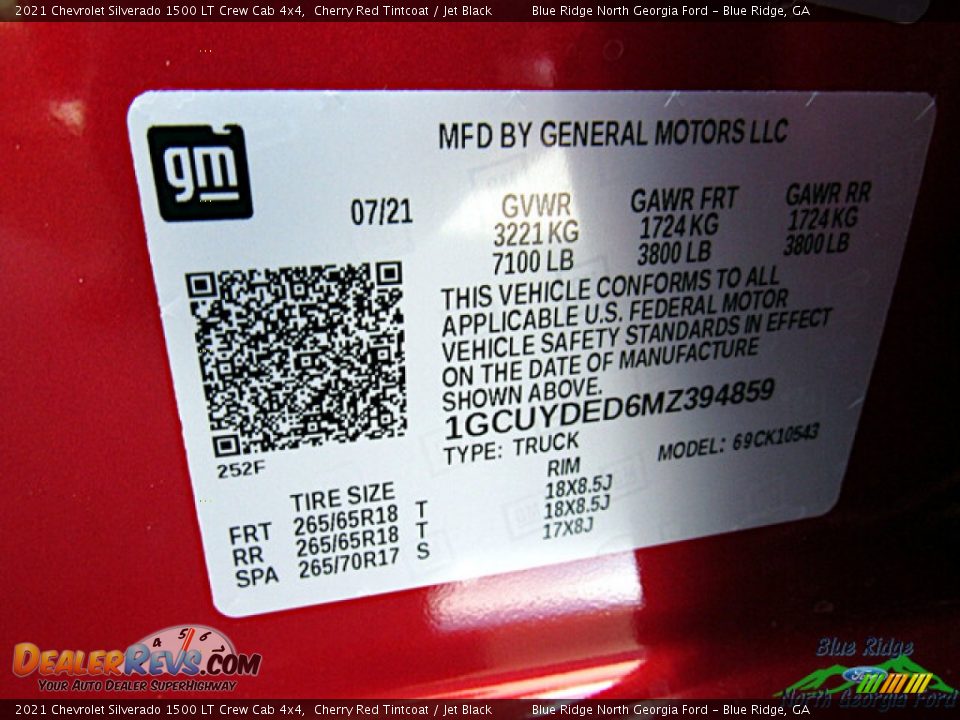 2021 Chevrolet Silverado 1500 LT Crew Cab 4x4,  Cherry Red Tintcoat / Jet Black          Blue Ridge North Georgia Ford - Blue Ridge, GA
gm
MFD BY GENERAL MOTORS LLC
07/21
GVWR GAWR FRT GAWR RR
3221 KG 1724 KG 1724 KG
7100 LB 3800 LB 3800 LB
THIS VEHICLE CONFORMS TO ALL
APPLICABLE U.S. FEDERAL MOTOR
VEHICLE SAFETY STANDARDS IN EFFECT
ON THE DATE OF MANUFACTURE
SHOWN ABOVE.
1GCUYDED6MZ394859
TYPE: TRUCK MODEL: 69CK10543
252F
TIRE SIZE RIM
FRT 265/65R18 T 18X8.5J
RR 265/65R18 T 18X8.5J
SPA 265/70R17 S 17X8J
4 5 6
DEALERREVS.COM
YOUR AUTO DEALER SUPERHIGHWAY
Blue Ridge
Ford
North Georgia Ford
2021 Chevrolet Silverado 1500 LT Crew Cab 4x4,  Cherry Red Tintcoat / Jet Black          Blue Ridge North Georgia Ford - Blue Ridge, GA